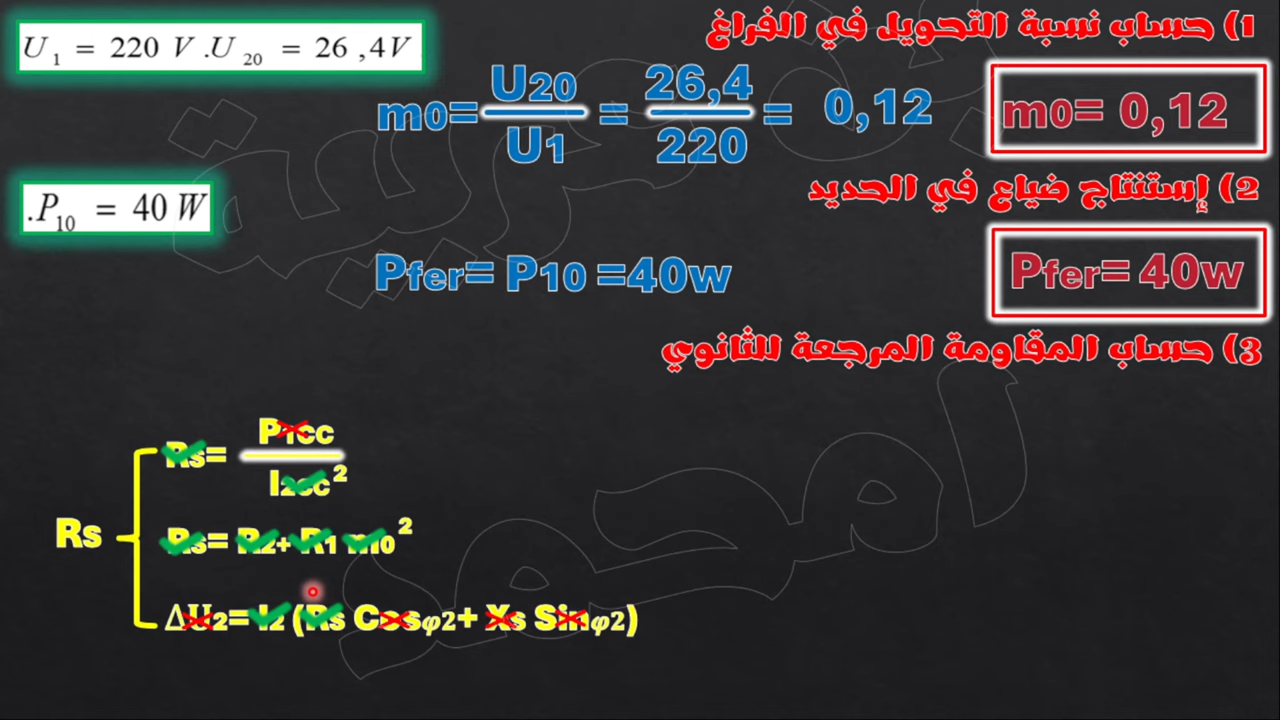 U1 = 220 V .U20 = 26 ,4V
1) حساب نسبة التحويل في الفراغ
m0= U20/U1 = 26,4/220 = 0,12
m0= 0,12
2) إستنتاج ضياع في الحديد
.P10 = 40 W
Pfer= P10 =40w
Pfer= 40w
3) حساب المقاومة المرجعة للثانوي
Rs
Rs= P1cc/I2cc²
Rs= R2+ R1 m0²
ΔU2= I2 (Rs Cosφ2+ Xs Sinφ2)